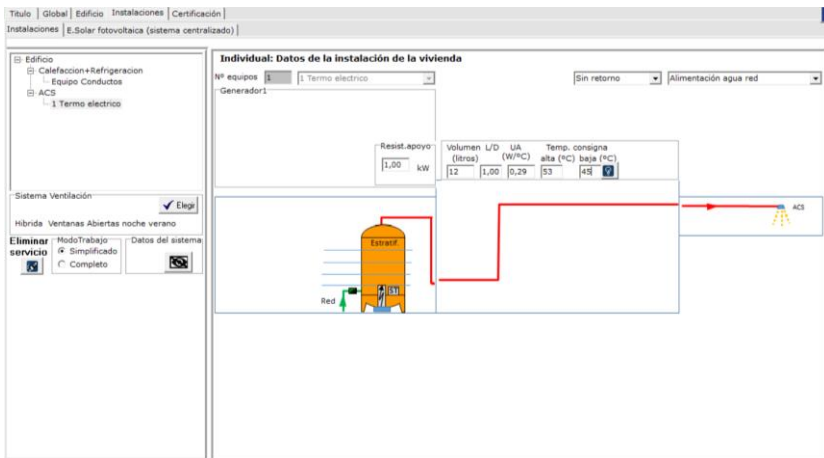 Titulo Global Edificio Instalaciones Certificación
Instalaciones E.Solar fotovoltaica (sistema centralizado)
Edificio
Calefaccion+Refrigeracion
Equipo Conductos
ACS
1 Termo electrico
Sistema Ventilación
Elegir
Hibrida Ventanas Abiertas noche verano
Eliminar servicio
ModoTrabajo
Simplificado
Completo
Datos del sistema
Individual: Datos de la instalación de la vivienda
Nº equipos 1 1 Termo electrico Sin retorno Alimentación agua red
Generador1
Resist.apoyo
1,00 kW
Volumen L/D UA Temp. consigna
(litros) (W/ºC) alta (ºC) baja (ºC)
12 1,00 0,29 53 45
ACS
Estratif.
ST
Red